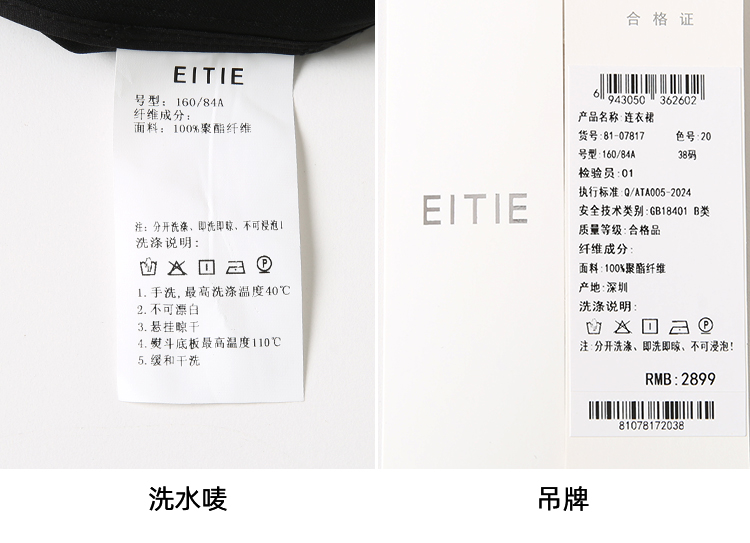 EITIE
号型: 160/84A
纤维成分:
面料: 100%聚酯纤维
注: 分开洗涤、即洗即晾、不可浸泡!
洗涤说明:
1.手洗,最高洗涤温度40℃
2.不可漂白
3.悬挂晾干
4.熨斗底板最高温度110℃
5.缓和干洗
洗水唛
EITIE
合格证
6 943050 362602
产品名称:连衣裙
货号:81-07817 色号:20
号型:160/84A 38码
检验员:01
执行标准:Q/ATA005-2024
安全技术类别:GB18401 B类
质量等级:合格品
纤维成分:
面料:100%聚酯纤维
产地:深圳
洗涤说明:
注:分开洗涤、即洗即晾、不可浸泡!
RMB:2899
81078172038
吊牌